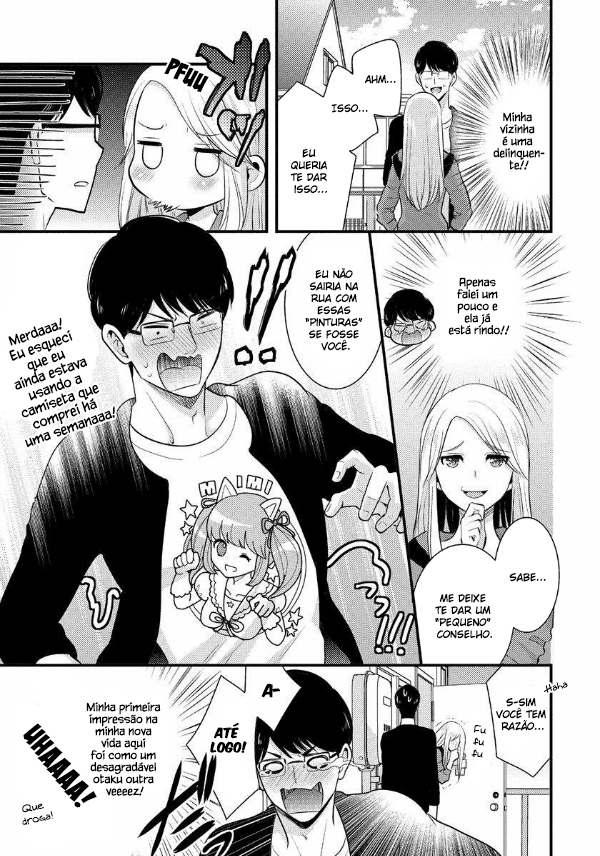 AHM...
ISSO...
EU
QUERIA
TE DAR
ISSO...
Minha
vizinha
é uma
delinquen-
te!!
PFUU
Apenas
falei um
pouco e
ela já
está rindo!!
SABE...
ME DEIXE
TE DAR UM
"PEQUENO"
CONSELHO.
EU NÃO
SAIRIA NA
RUA COM
ESSAS
"PINTURAS"
SE FOSSE
VOCÊ.
Merdaaa!
Eu esqueci
que eu
ainda estava
usando a
camiseta que
comprei há
uma semanaaa!
MAIMI
S-SIM
VOCÊ TEM
RAZÃO...
Haha
Fu
fu
fu
A-
ATÉ
LOGO!
Minha primeira
impressão na
minha nova
vida aqui
foi como um
desagradável
otaku outra
veeeez!
UHAAAA!
Que
droga!